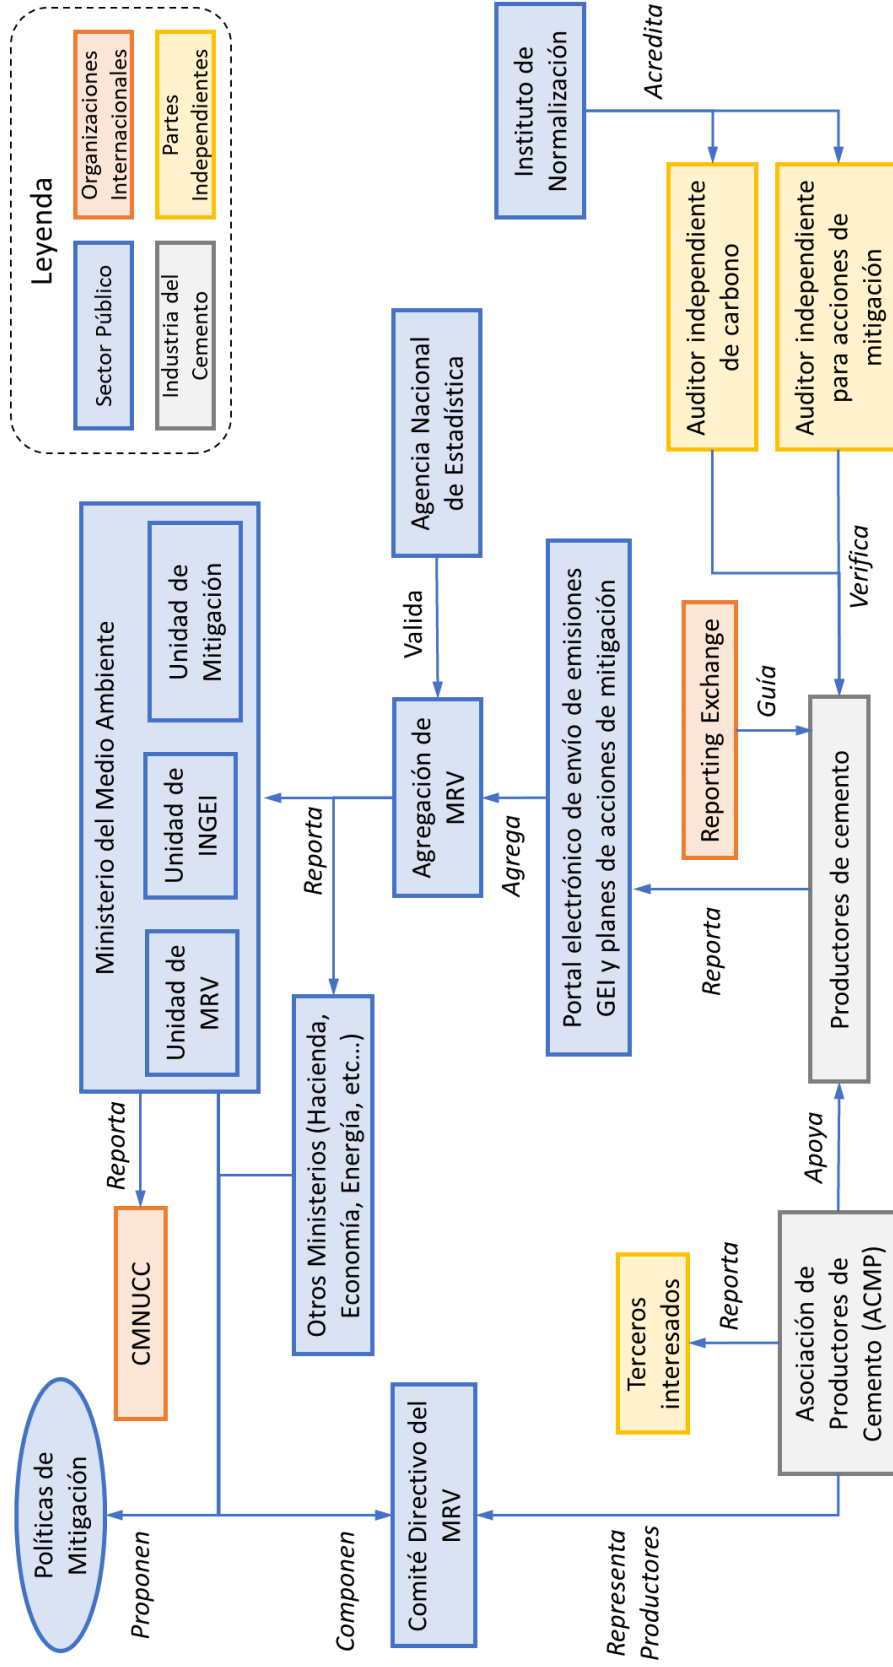 Políticas de
Mitigación
Proponen
CMNUCC
Reporta
Ministerio del Medio Ambiente
Unidad de
MRV
Unidad de
INGEI
Unidad de
Mitigación
Leyenda
Sector Público
Organizaciones
Internacionales
Industria del
Cemento
Partes
Independientes
Componen
Otros Ministerios (Hacienda,
Economía, Energía, etc...)
Reporta
Comité Directivo del
MRV
Agregación de
MRV
Valida
Agencia Nacional
de Estadística
Agrega
Instituto de
Normalización
Acredita
Portal electrónico de envío de emisiones
GEI y planes de acciones de mitigación
Representa
Productores
Terceros
interesados
Reporta
Reporta
Reporting Exchange
Guía
Auditor independiente
de carbono
Verifica
Auditor independiente
para acciones de
mitigación
Asociación de
Productores de
Cemento (ACMP)
Apoya
Productores de cemento